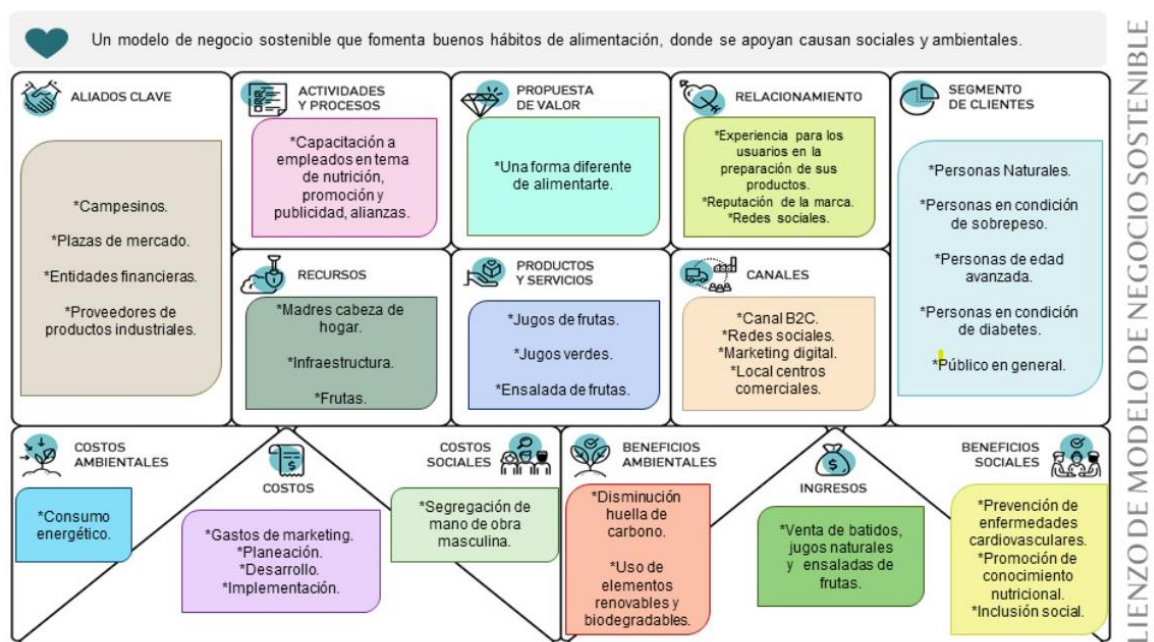 Un modelo de negocio sostenible que fomenta buenos hábitos de alimentación, donde se apoyan causan sociales y ambientales.
ALIADOS CLAVE
*Campesinos.
*Plazas de mercado.
*Entidades financieras.
*Proveedores de
productos industriales.
ACTIVIDADES
Y PROCESOS
*Capacitación a
empleados en tema
de nutrición,
promoción y
publicidad, alianzas.
RECURSOS
*Madres cabeza de
hogar.
*Infraestructura.
*Frutas.
PROPUESTA
DE VALOR
*Una forma diferente
de alimentarte.
PRODUCTOS
Y SERVICIOS
*Jugos de frutas.
*Jugos verdes.
*Ensalada de frutas.
RELACIONAMIENTO
*Experiencia para los
usuarios en la
preparación de sus
productos.
*Reputación de la marca.
*Redes sociales.
CANALES
*Canal B2C.
*Redes sociales.
*Marketing digital.
*Local centros
comerciales.
SEGMENTO
DE CLIENTES
*Personas Naturales.
*Personas en condición
de sobrepeso.
*Personas de edad
avanzada.
*Personas en condición
de diabetes.
*Público en general.
COSTOS
AMBIENTALES
*Consumo
energético.
$
COSTOS
*Gastos de marketing.
*Planeación.
*Desarrollo.
*Implementación.
COSTOS
SOCIALES
*Segregación de
mano de obra
masculina.
BENEFICIOS
AMBIENTALES
*Disminución
huella de
carbono.
*Uso de
elementos
renovables y
biodegradables.
$
INGRESOS
*Venta de batidos,
jugos naturales
y ensaladas de
frutas.
BENEFICIOS
SOCIALES
*Prevención de
enfermedades
cardiovasculares.
*Promoción de
conocimiento
nutricional.
*Inclusión social.
LIENZO DE MODELO DE NEGOCIO SOSTENIBLE